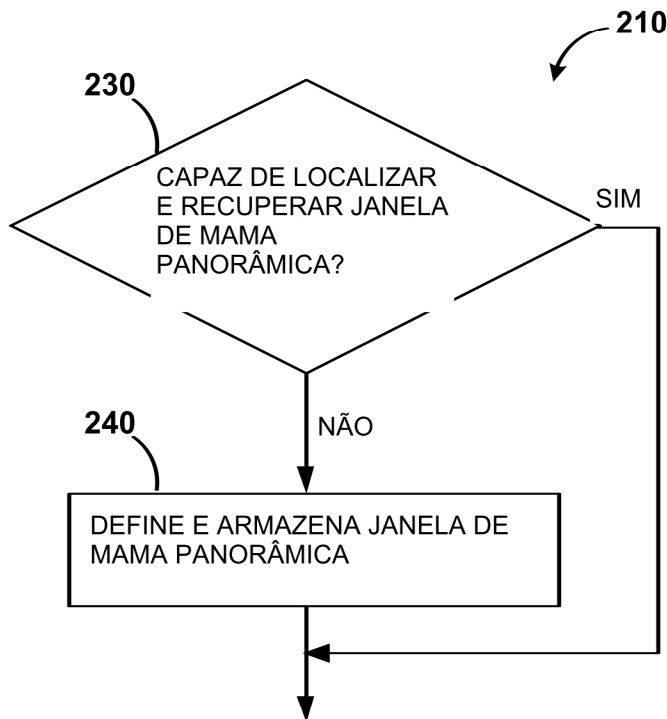 210
230
CAPAZ DE LOCALIZAR
E RECUPERAR JANELA
DE MAMA
PANORÂMICA?
SIM
NÃO
240
DEFINE E ARMAZENA JANELA DE
MAMA PANORÂMICA